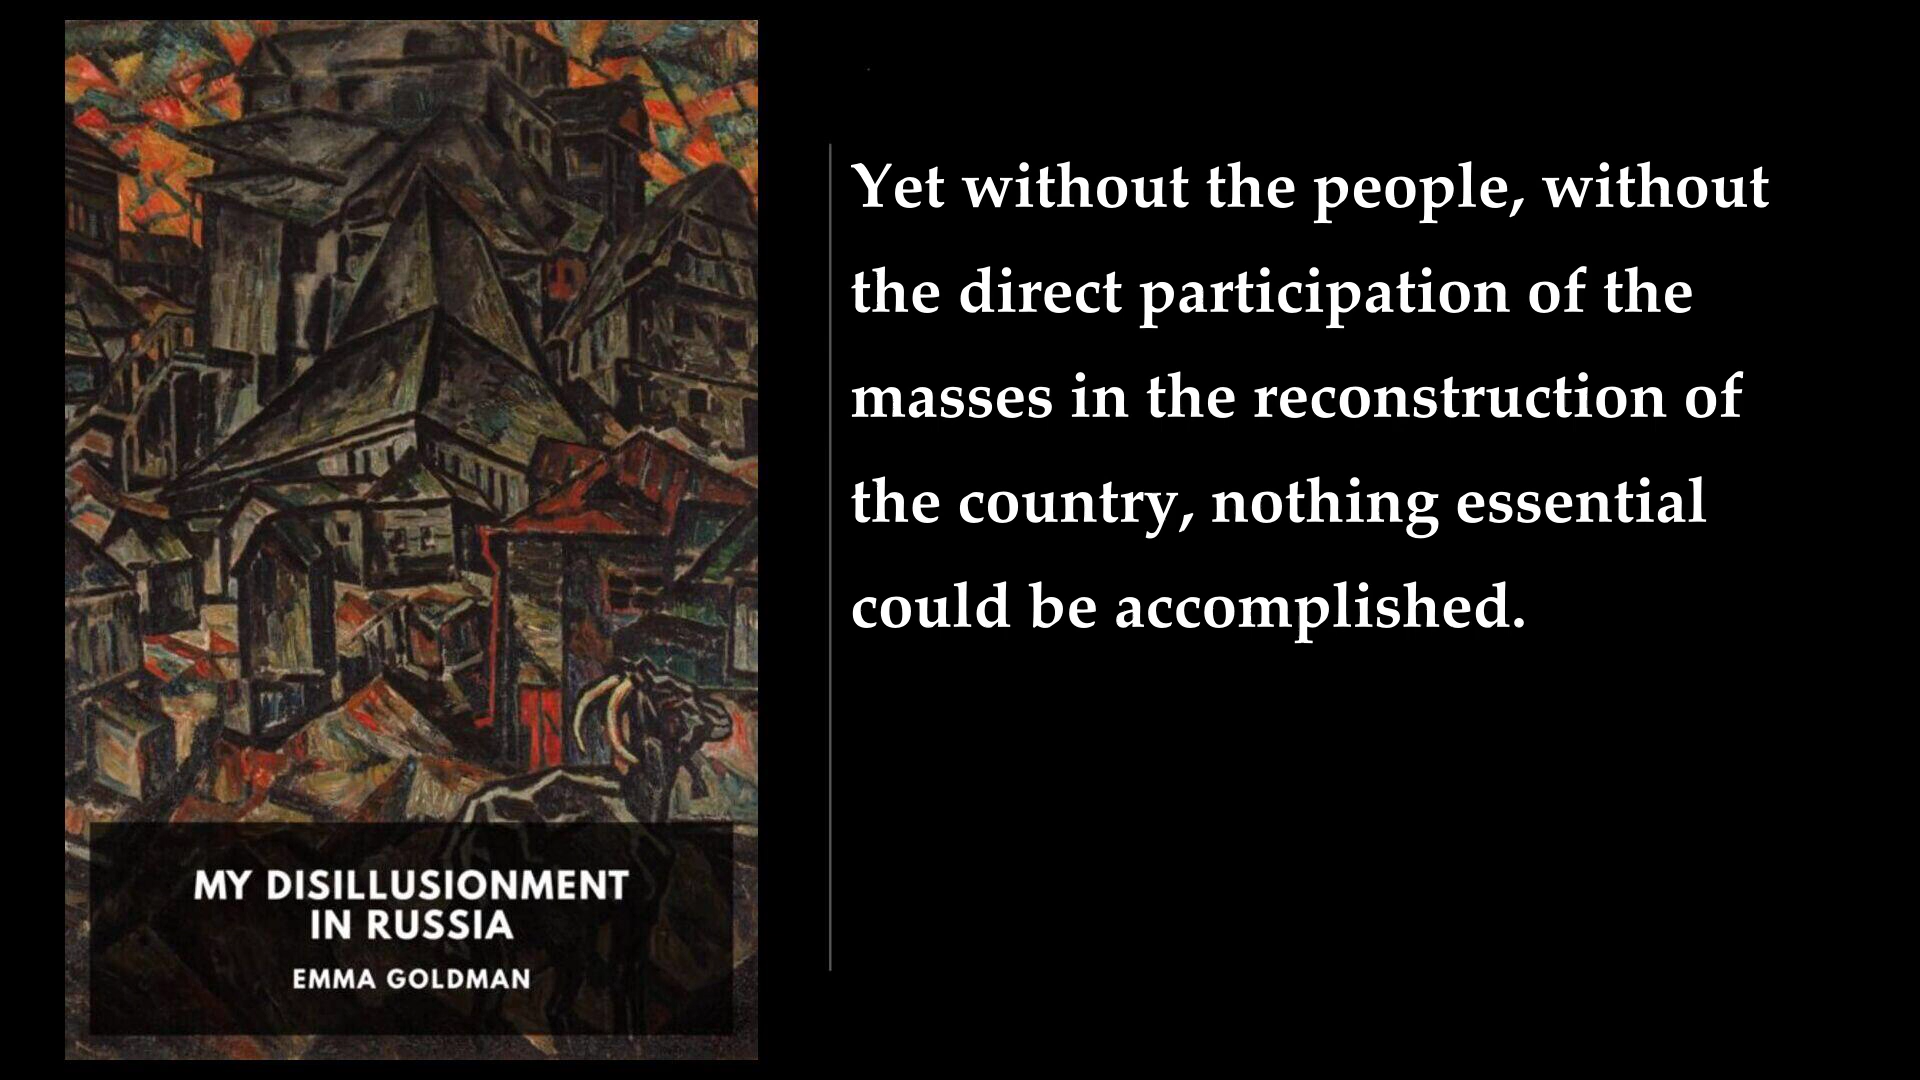 Yet without the people, without
the direct participation of the
masses in the reconstruction of
the country, nothing essential
could be accomplished.
MY DISILLUSIONMENT
IN RUSSIA
EMMA GOLDMAN